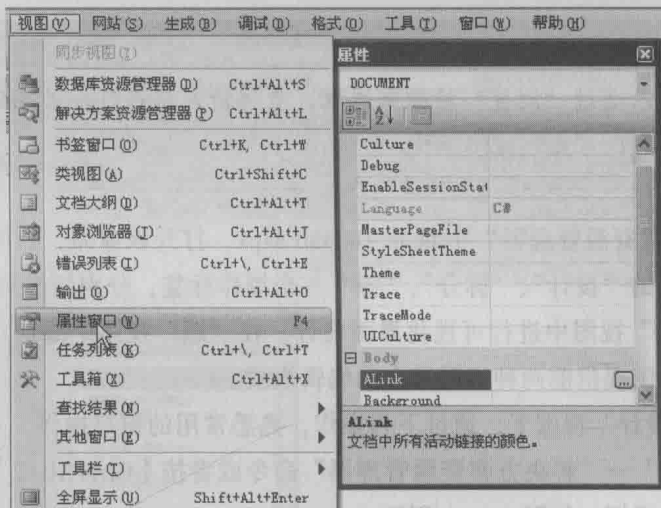 视图(V) 网站(S) 生成(B) 调试(D) 格式(O) 工具(T) 窗口(W) 帮助(H)
同步视图(I)
数据库资源管理器(D) Ctrl+Alt+S
解决方案资源管理器(P) Ctrl+Alt+L
书签窗口(O) Ctrl+K, Ctrl+W
类视图(A) Ctrl+Shift+C
文档大纲(D) Ctrl+Alt+T
对象浏览器(J) Ctrl+Alt+J
错误列表(I) Ctrl+\, Ctrl+E
输出(O) Ctrl+Alt+O
属性窗口(W) F4
任务列表(K) Ctrl+\, Ctrl+T
工具箱(X) Ctrl+Alt+X
查找结果(N)
其他窗口(E)
工具栏(T)
全屏显示(U) Shift+Alt+Enter
属性
DOCUMENT
Culture
Debug
EnableSessionStat
Language C#
MasterPageFile
StyleSheetTheme
Theme
Trace
TraceMode
UICulture
Body
ALink
Background
ALink
文档中所有活动链接的颜色。